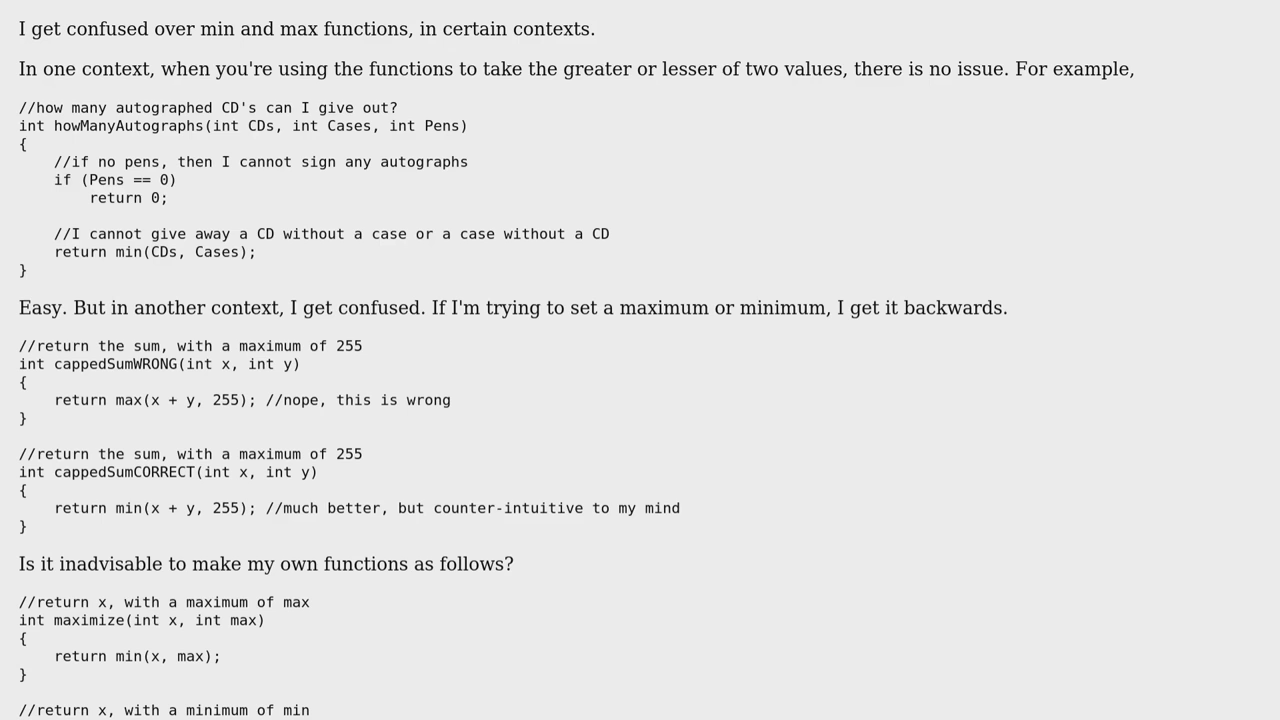 I get confused over min and max functions, in certain contexts.
In one context, when you're using the functions to take the greater or lesser of two values, there is no issue. For example,
//how many autographed CD's can I give out?
int howManyAutographs(int CDs, int Cases, int Pens)
{
    //if no pens, then I cannot sign any autographs
    if (Pens == 0)
        return 0;

    //I cannot give away a CD without a case or a case without a CD
    return min(CDs, Cases);
}
Easy. But in another context, I get confused. If I'm trying to set a maximum or minimum, I get it backwards.
//return the sum, with a maximum of 255
int cappedSumWRONG(int x, int y)
{
    return max(x + y, 255); //nope, this is wrong
}

//return the sum, with a maximum of 255
int cappedSumCORRECT(int x, int y)
{
    return min(x + y, 255); //much better, but counter-intuitive to my mind
}
Is it inadvisable to make my own functions as follows?
//return x, with a maximum of max
int maximize(int x, int max)
{
    return min(x, max);
}

//return x, with a minimum of min